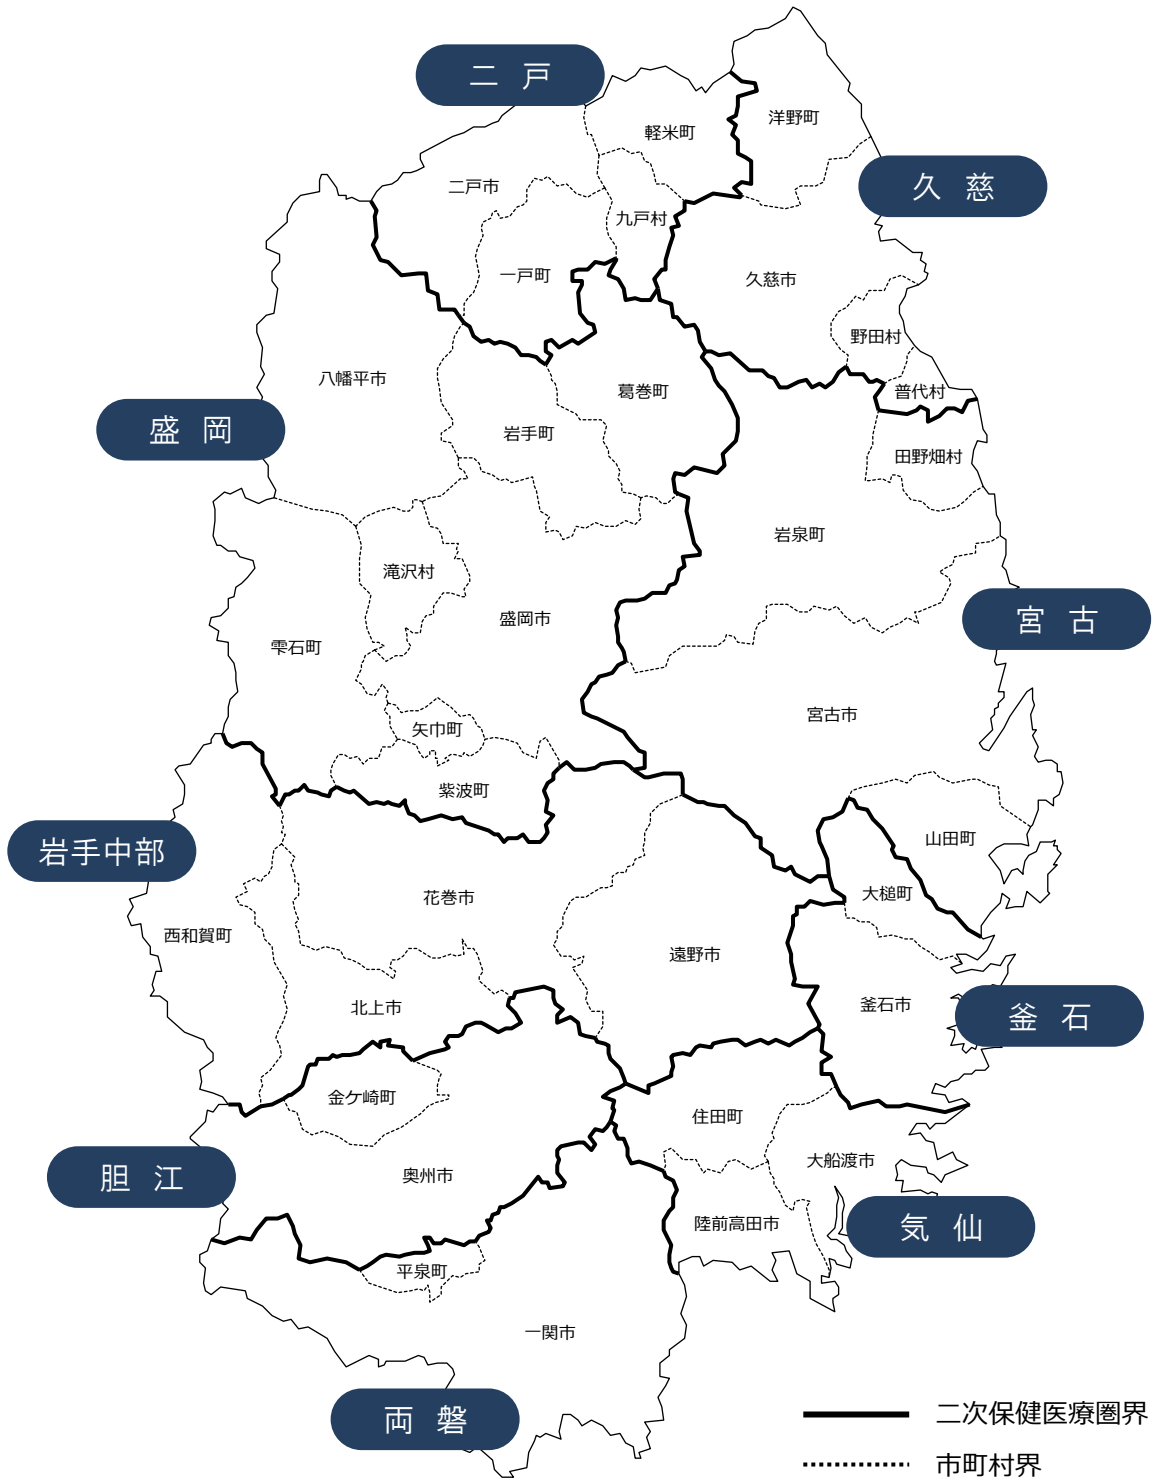 二戸
洋野町
軽米町
久慈
二戸市
九戸村
一戸町
久慈市
野田村
八幡平市
葛巻町
普代村
盛岡
岩手町
田野畑村
岩泉町
滝沢村
盛岡市
宮古
雫石町
宮古市
矢巾町
紫波町
山田町
岩手中部
大槌町
花巻市
西和賀町
遠野市
北上市
釜石市
釜石
金ケ崎町
住田町
大船渡市
胆江
奥州市
陸前高田市
気仙
平泉町
一関市
両磐
二次保健医療圏界
市町村界